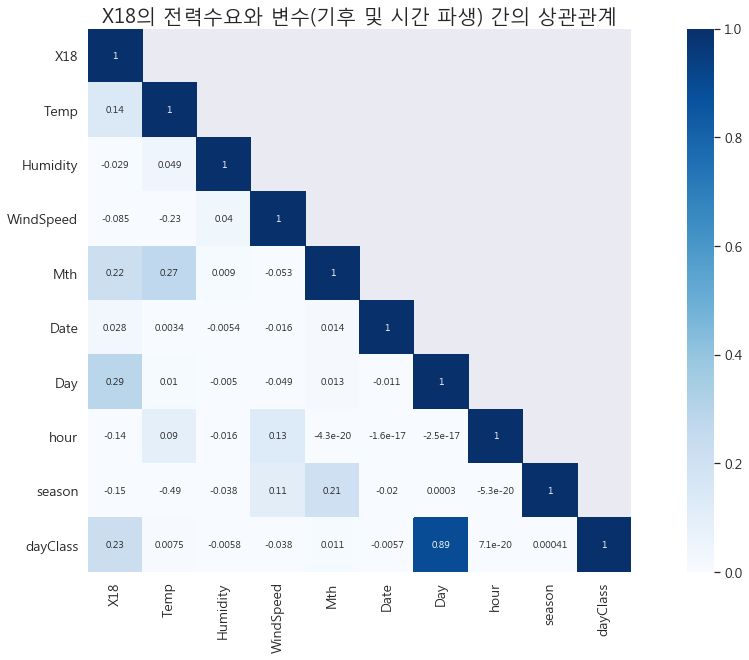 X18의 전력수요와 변수(기후 및 시간 파생) 간의 상관관계
X18 1
Temp 0.14 1
Humidity -0.029 0.049 1
WindSpeed -0.085 -0.23 0.04 1
Mth 0.22 0.27 0.009 -0.053 1
Date 0.028 0.0034 -0.0054 -0.016 0.014 1
Day 0.29 0.01 -0.005 -0.049 0.013 -0.011 1
hour -0.14 0.09 -0.016 0.13 -4.3e-20 -1.6e-17 -2.5e-17 1
season -0.15 -0.49 -0.038 0.11 0.21 -0.02 0.0003 -5.3e-20 1
dayClass 0.23 0.0075 -0.0058 -0.038 0.011 -0.0057 0.89 7.1e-20 0.00041 1
X18 Temp Humidity WindSpeed Mth Date Day hour season dayClass
1.0
0.8
0.6
0.4
0.2
0.0